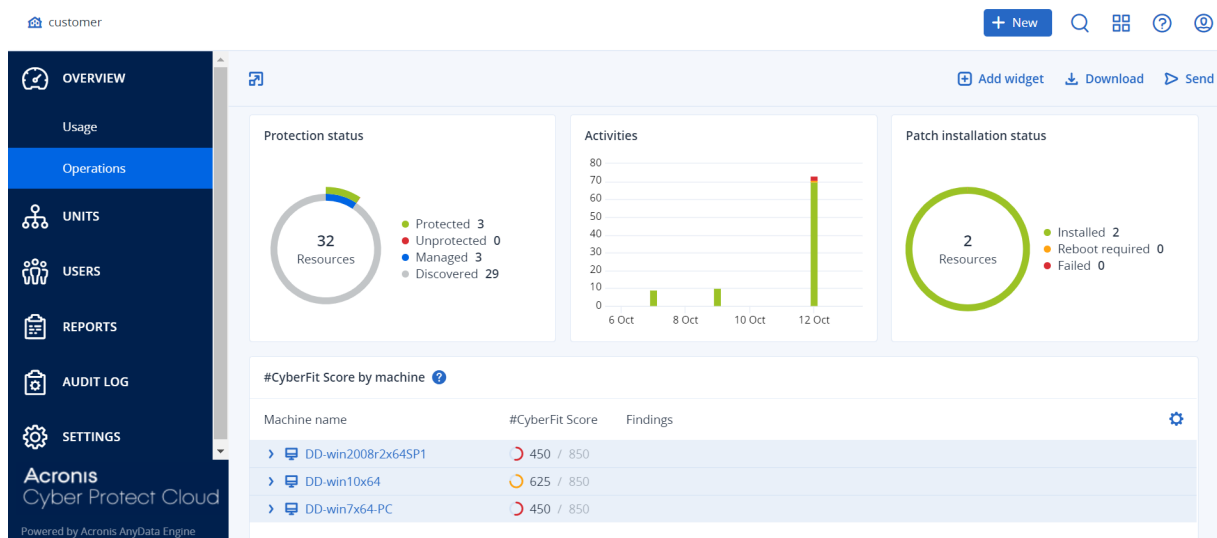 customer
New
OVERVIEW
Usage
Operations
UNITS
USERS
REPORTS
AUDIT LOG
SETTINGS
Acronis
Cyber Protect Cloud
Powered by Acronis AnyData Engine
Add widget
Download
Send
Protection status
32
Resources
Protected 3
Unprotected 0
Managed 3
Discovered 29
Activities
80
70
60
50
40
30
20
10
0
6 Oct 8 Oct 10 Oct 12 Oct
Patch installation status
2
Resources
Installed 2
Reboot required 0
Failed 0
#CyberFit Score by machine ?
Machine name #CyberFit Score Findings
DD-win2008r2x64SP1 450 / 850
DD-win10x64 625 / 850
DD-win7x64-PC 450 / 850